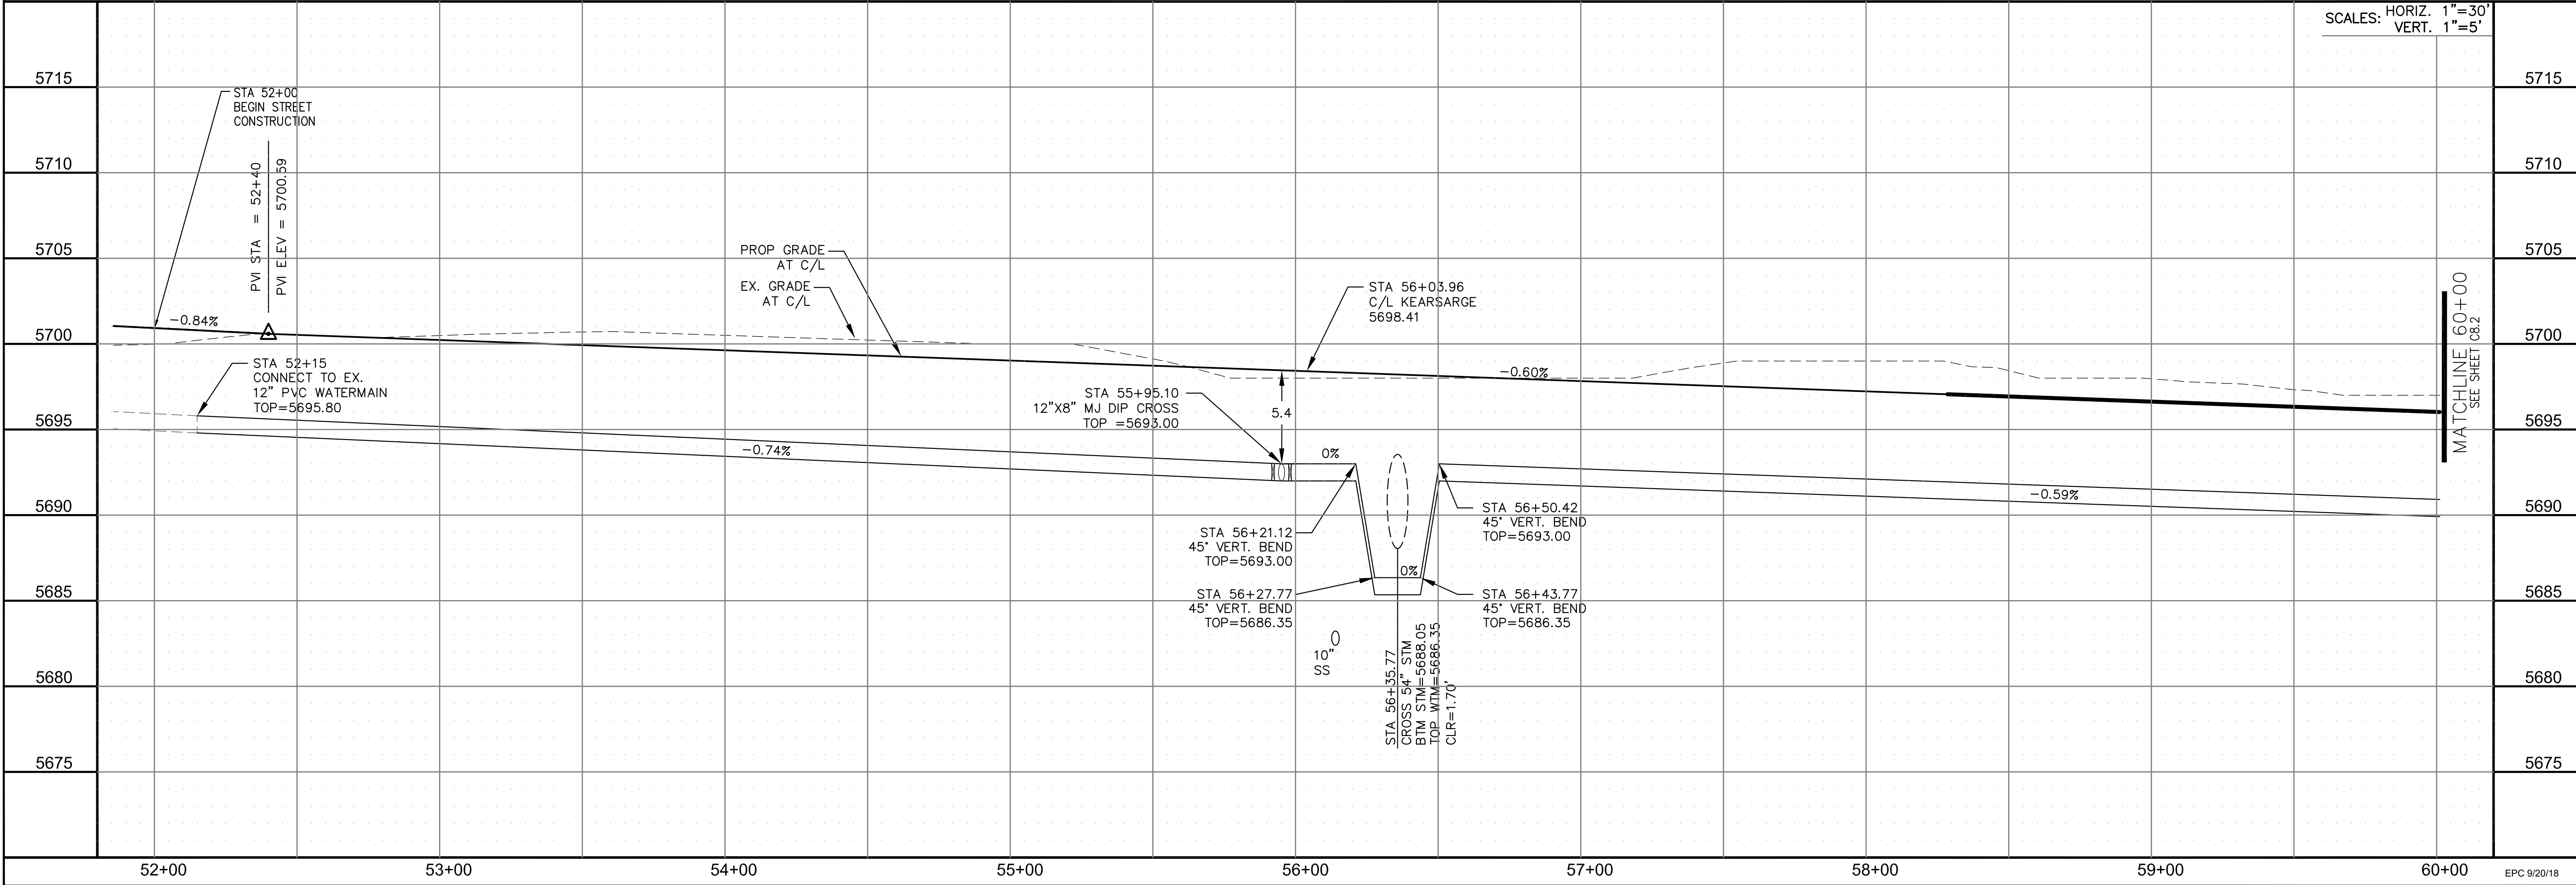 SCALES: HORIZ. 1"=30'
VERT. 1"=5'
5715
5715
STA 52+00
BEGIN STREET
CONSTRUCTION
5710
5710
PVI STA = 52+40
PVI ELEV = 5700.59
5705
5705
PROP GRADE
AT C/L
EX. GRADE
AT C/L
STA 56+03.96
C/L KEARSARGE
5698.41
MATCHLINE 60+00
SEE SHEET C8.2
-0.84%
5700
5700
STA 52+15
CONNECT TO EX.
12" PVC WATERMAIN
TOP=5695.80
-0.60%
STA 55+95.10
12"X8" MJ DIP CROSS
TOP =5693.00
5.4
5695
5695
-0.74%
0%
-0.59%
5690
5690
STA 56+21.12
45° VERT. BEND
TOP=5693.00
STA 56+50.42
45° VERT. BEND
TOP=5693.00
0%
5685
5685
STA 56+27.77
45° VERT. BEND
TOP=5686.35
STA 56+43.77
45° VERT. BEND
TOP=5686.35
10"
SS
STA 56+35.77
CROSS 54" STM
BTM STM=5688.05
TOP WTM=5686.35
CLR=1.70'
5680
5680
5675
5675
52+00
53+00
54+00
55+00
56+00
57+00
58+00
59+00
60+00
EPC 9/20/18